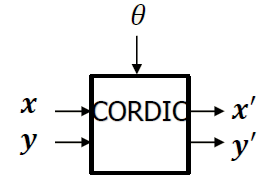 θ
x CORDIC x′
y y′